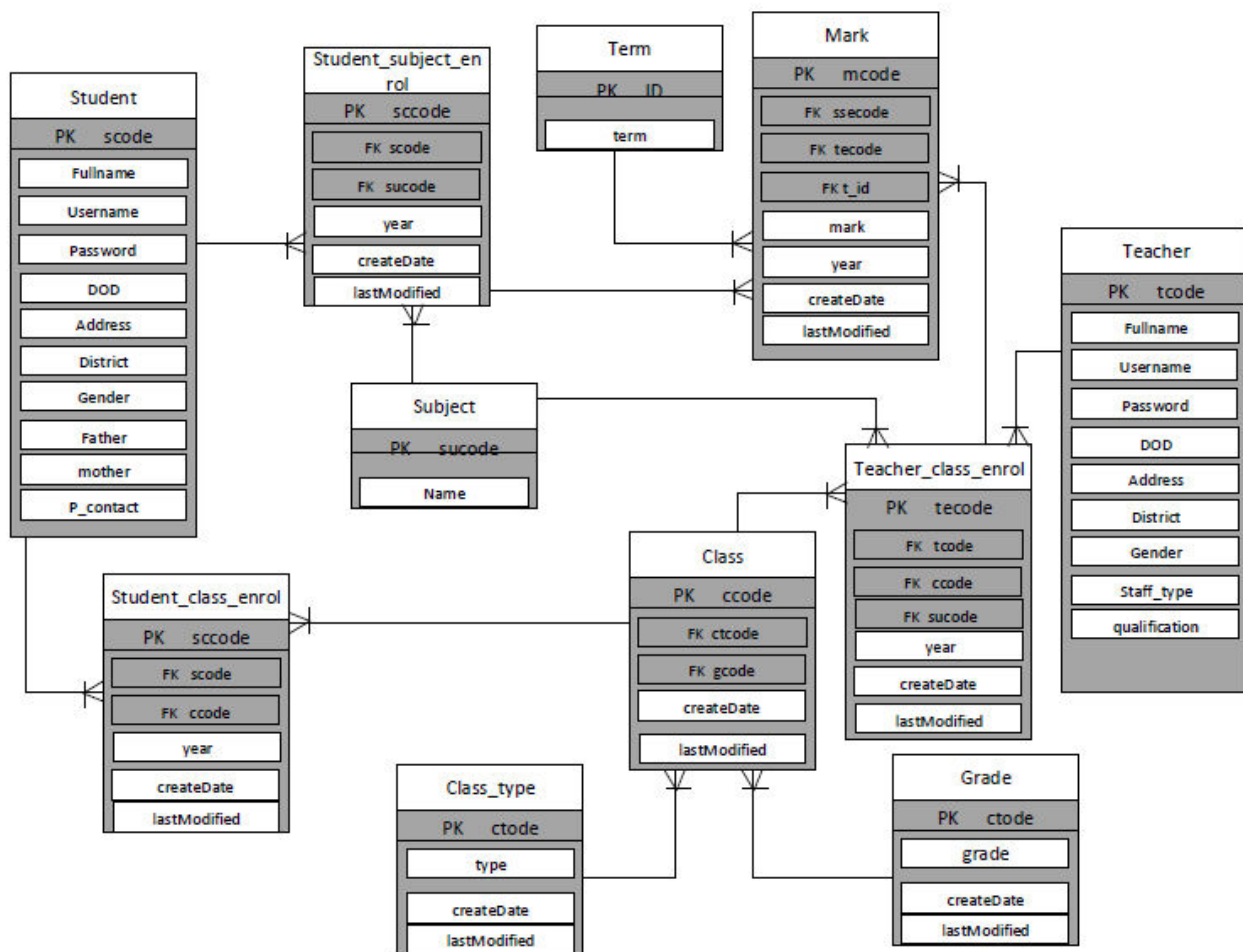 Student
PK scode
Fullname
Username
Password
DOD
Address
District
Gender
Father
mother
P_contact
Student_subject_en
rol
PK sccode
FK scode
FK sucode
year
createDate
lastModified
Term
PK ID
term
Mark
PK mcode
FK ssecode
FK tecode
FK t_id
mark
year
createDate
lastModified
Teacher
PK tcode
Fullname
Username
Password
DOD
Address
District
Gender
Staff_type
qualification
Subject
PK sucode
Name
Teacher_class_enrol
PK tecode
FK tcode
FK ccode
FK sucode
year
createDate
lastModified
Class
PK ccode
FK ctcode
FK gcode
createDate
lastModified
Student_class_enrol
PK sccode
FK scode
FK ccode
year
createDate
lastModified
Class_type
PK ctode
type
createDate
lastModified
Grade
PK ctode
grade
createDate
lastModified